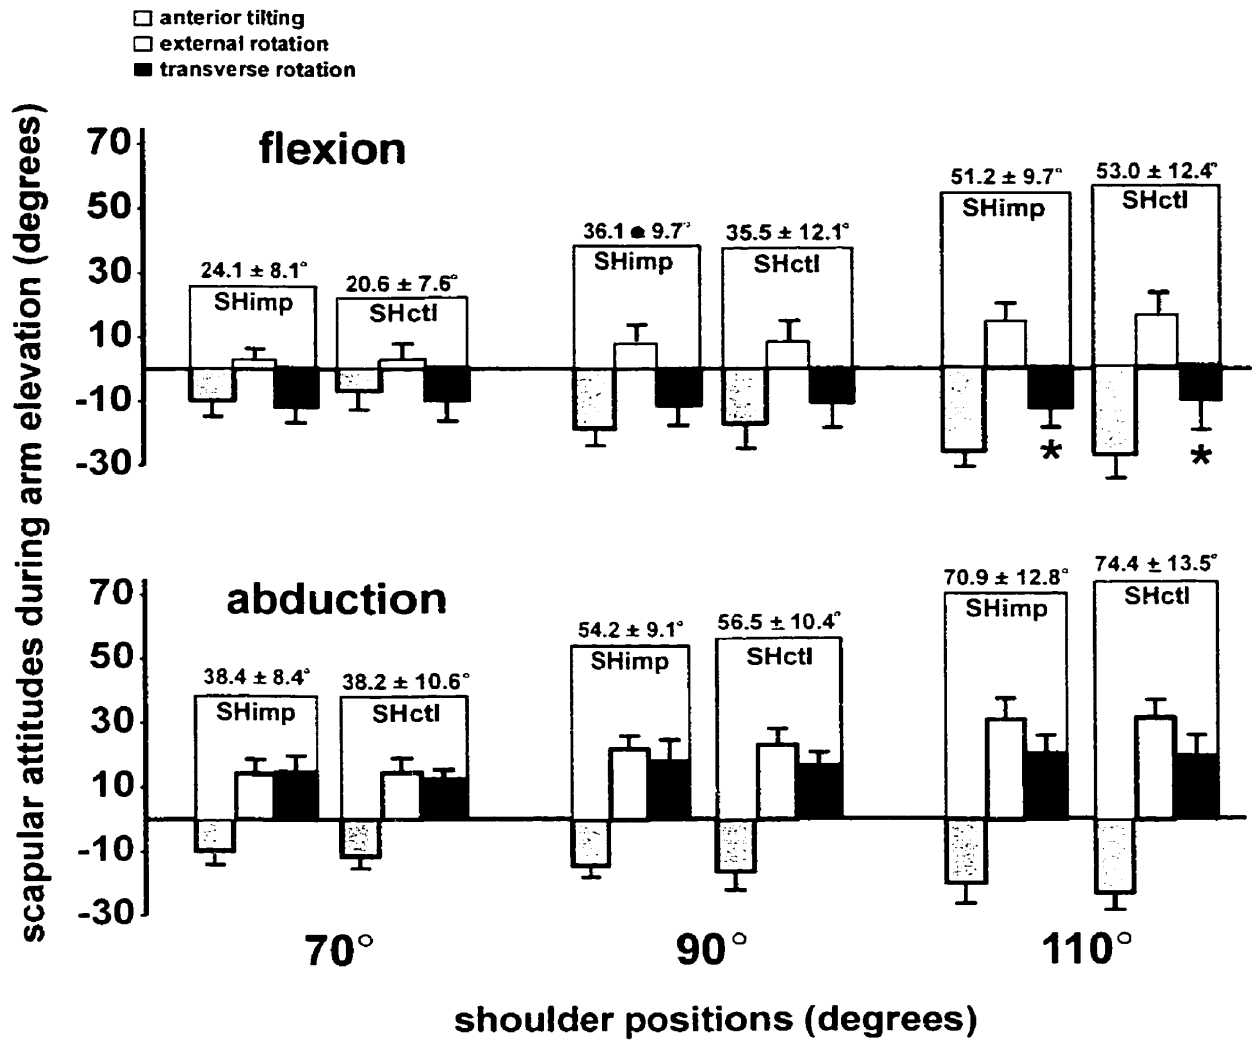 anterior tilting
external rotation
transverse rotation
scapular attitudes during arm elevation (degrees)
flexion
70
50
30
10
-10
-30
24.1 ± 8.1°
SHimp
20.6 ± 7.6°
SHctl
36.1 ● 9.7°
SHimp
35.5 ± 12.1°
SHctl
51.2 ± 9.7°
SHimp
53.0 ± 12.4°
SHctl
*
*
abduction
70
50
30
10
-10
-30
38.4 ± 8.4°
SHimp
38.2 ± 10.6°
SHctl
54.2 ± 9.1°
SHimp
56.5 ± 10.4°
SHctl
70.9 ± 12.8°
SHimp
74.4 ± 13.5°
SHctl
70° 90° 110°
shoulder positions (degrees)